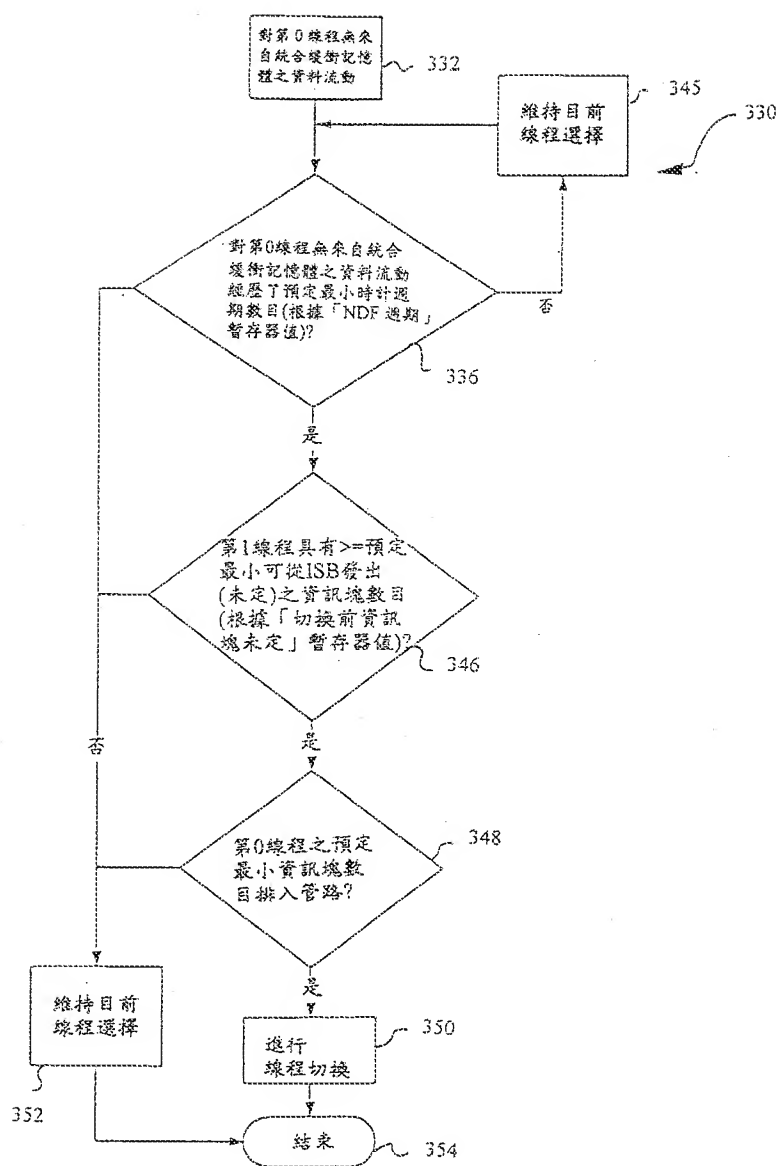 對第0線程無來
自統合緩衝記憶
體之資料流動
332
345
維持目前
線程選擇
330
對第0線程無來自統合
緩衝記憶體之資料流動
經歷了預定最小時計週
期數目(根據「NDF週期」
暫存器值)?
否
336
是
第1線程具有>=預定
最小可從ISB發出
(未定)之資訊塊數目
(根據「切換前資訊
塊未定」暫存器值)?
346
否
是
第0線程之預定
最小資訊塊數
目排入管路?
348
是
維持目前
線程選擇
352
進行
線程切換
350
結束
354